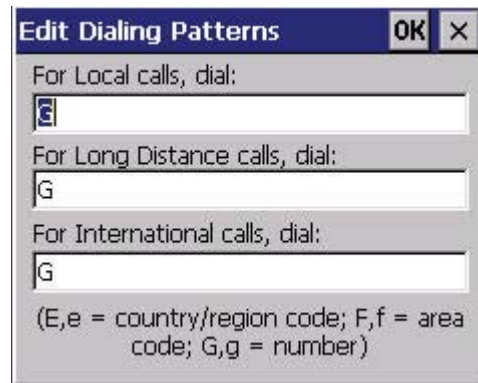 Edit Dialing Patterns OK ×
For Local calls, dial:
G
For Long Distance calls, dial:
G
For International calls, dial:
G
(E,e = country/region code; F,f = area
code; G,g = number)